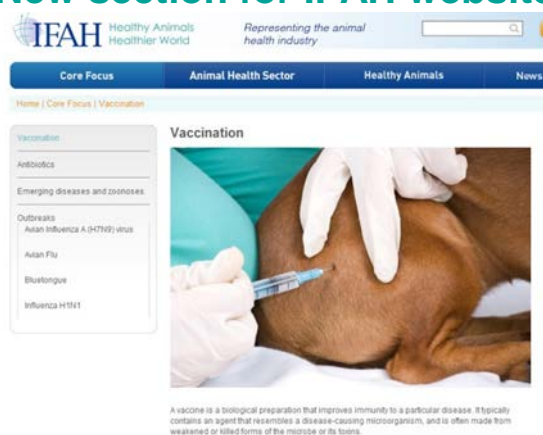 New section for IFAH website
IFAH Healthy Animals Healthier World
Representing the animal health industry
Core Focus Animal Health Sector Healthy Animals News
Home | Core Focus | Vaccination
Vaccination
Antibiotics
Emerging diseases and zoonoses
Outbreaks
Avian Influenza A (H7N9) virus
Avian Flu
Bluetongue
Influenza H1N1
Vaccination
A vaccine is a biological preparation that improves immunity to a particular disease. It typically
contains an agent that resembles a disease-causing microorganism, and is often made from
weakened or killed forms of the microbe or its toxins.